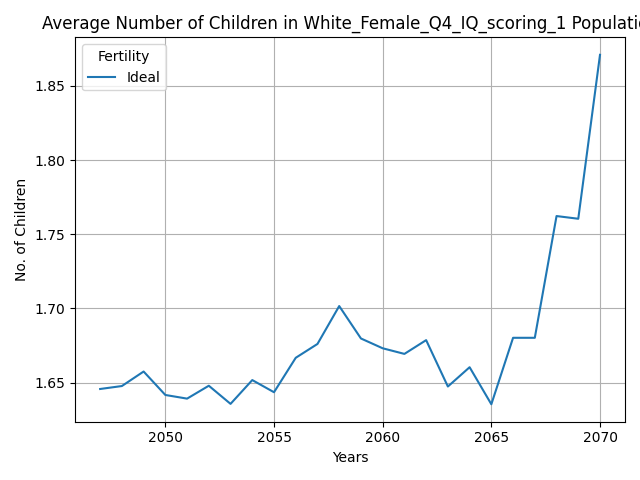 Average Number of Children in White_Female_Q4_IQ_scoring_1 Populatio
Fertility
Ideal
No. of Children
1.85
1.80
1.75
1.70
1.65
2050 2055 2060 2065 2070
Years